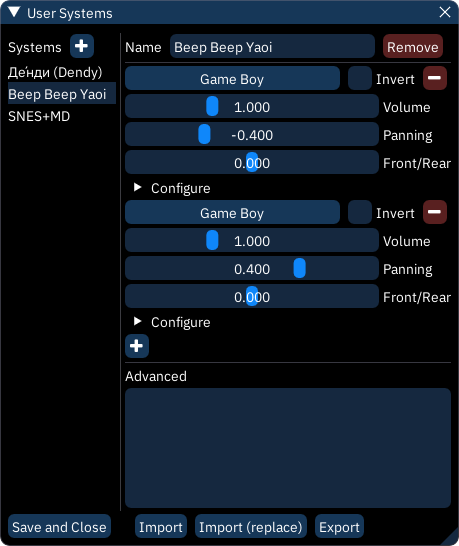 User Systems
Systems
Де́нди (Dendy)
Beep Beep Yaoi
SNES+MD
Name Beep Beep Yaoi Remove
Game Boy Invert
1.000 Volume
-0.400 Panning
0.000 Front/Rear
Configure
Game Boy Invert
1.000 Volume
0.400 Panning
0.000 Front/Rear
Configure
Advanced
Save and Close Import Import (replace) Export